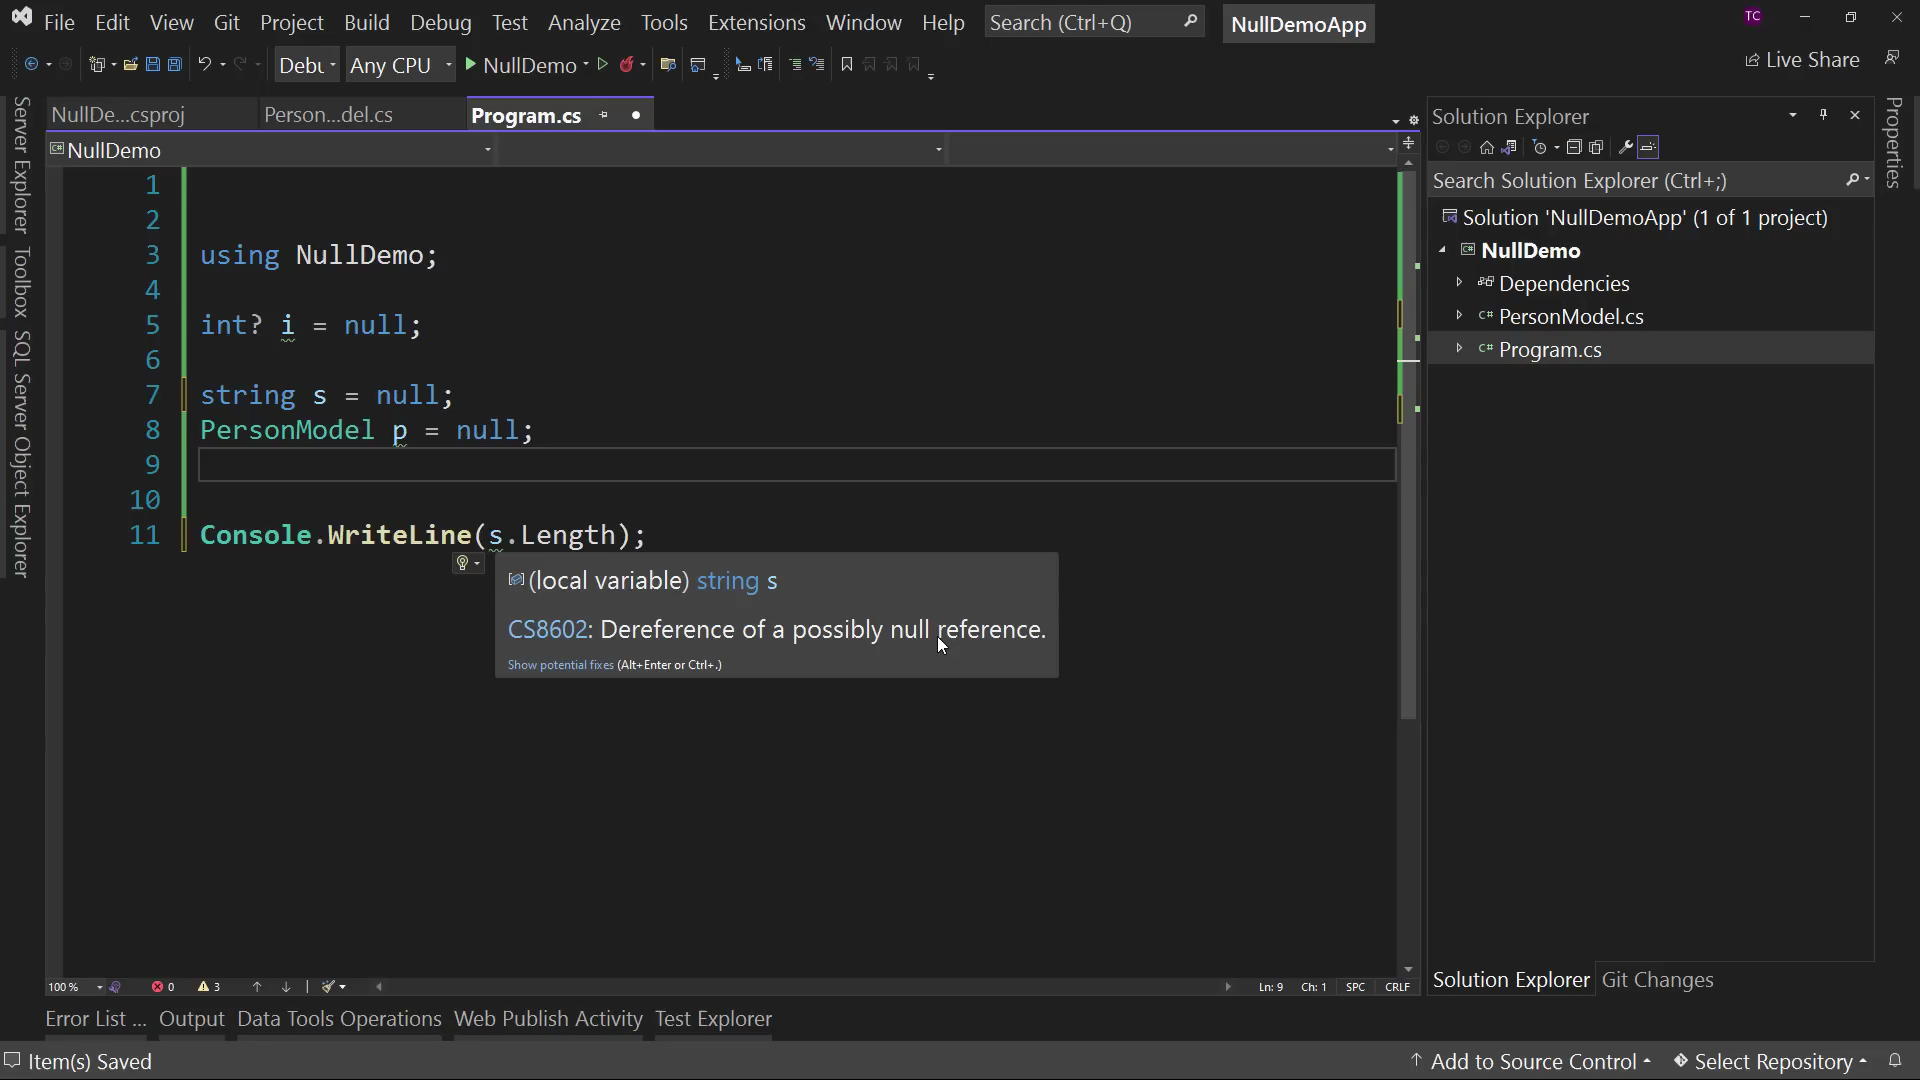 File Edit View Git Project Build Debug Test Analyze Tools Extensions Window Help Search (Ctrl+Q) NullDemoApp TC
Debu Any CPU NullDemo Live Share
Server Explorer
Toolbox
SQL Server Object Explorer
NullDe...csproj Person...del.cs Program.cs
NullDemo
1
2
3 using NullDemo;
4
5 int? i = null;
6
7 string s = null;
8 PersonModel p = null;
9
10
11 Console.WriteLine(s.Length);
(local variable) string s
CS8602: Dereference of a possibly null reference.
Show potential fixes (Alt+Enter or Ctrl+.)
100 % 0 3 Ln: 9 Ch: 1 SPC CRLF
Solution Explorer
Search Solution Explorer (Ctrl+;)
Solution 'NullDemoApp' (1 of 1 project)
NullDemo
Dependencies
C# PersonModel.cs
C# Program.cs
Solution Explorer Git Changes
Properties
Error List ... Output Data Tools Operations Web Publish Activity Test Explorer
Item(s) Saved Add to Source Control Select Repository